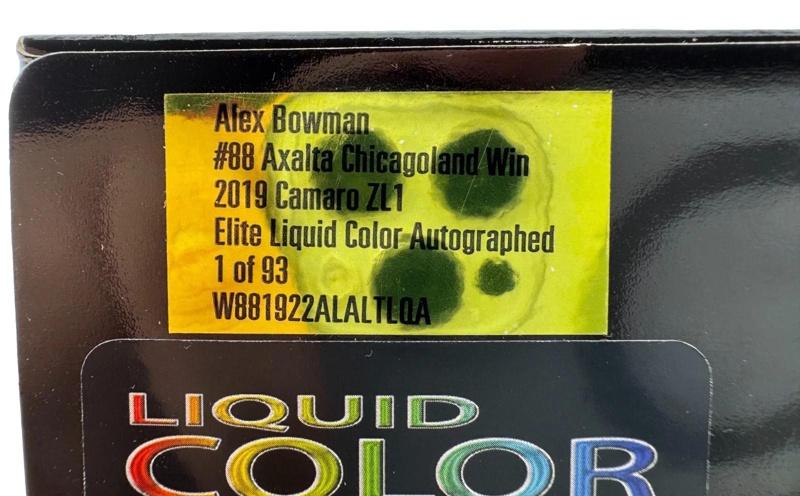 Alex Bowman
#88 Axalta Chicagoland Win
2019 Camaro ZL1
Elite Liquid Color Autographed
1 of 93
W881922ALALTLQA
LIQUID
COLOR